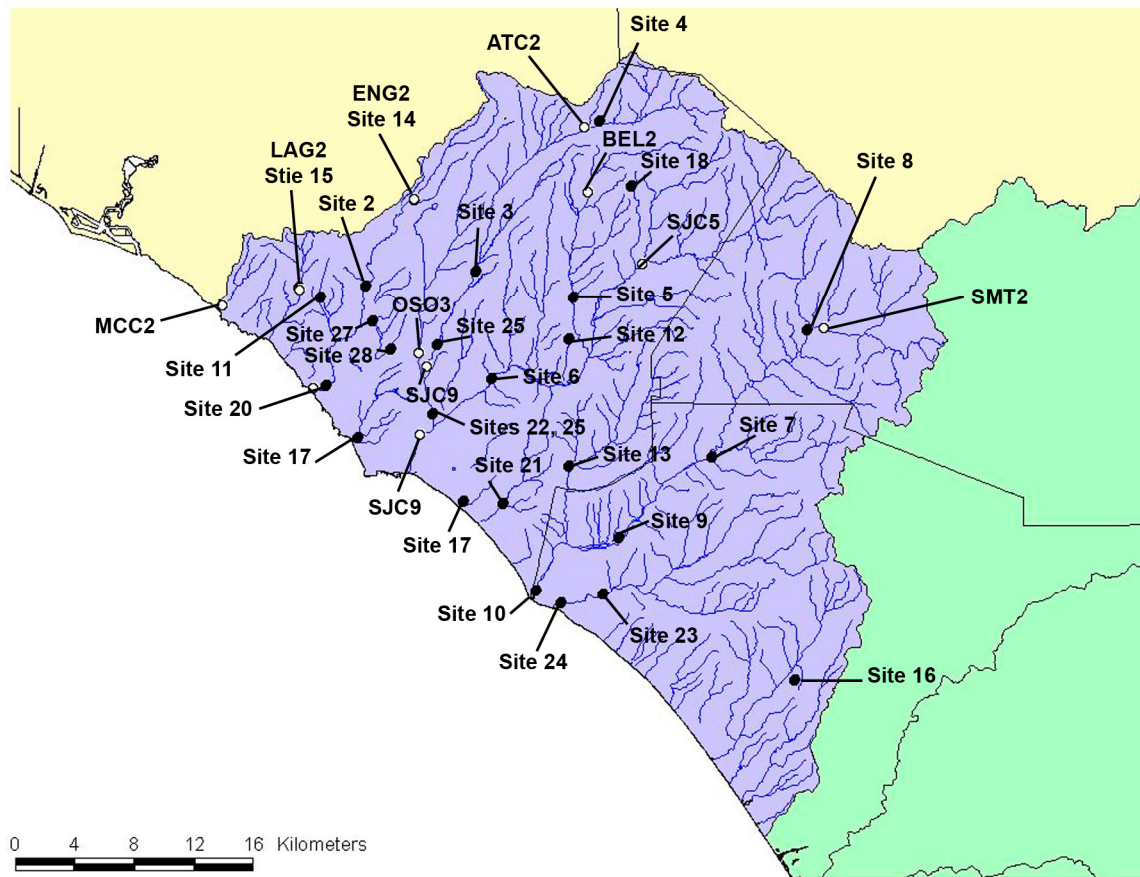 Site 4
ATC2
ENG2
Site 14
BEL2
LAG2
Stie 15
Site 18
Site 8
Site 2
Site 3
SJC5
Site 5
SMT2
OSO3
MCC2
Site 27
Site 25
Site 12
Site 28
Site 11
Site 6
SJC9
Site 20
Sites 22, 25
Site 7
Site 17
Site 13
Site 21
SJC9
Site 9
Site 17
Site 10
Site 23
Site 24
Site 16
0 4 8 12 16 Kilometers